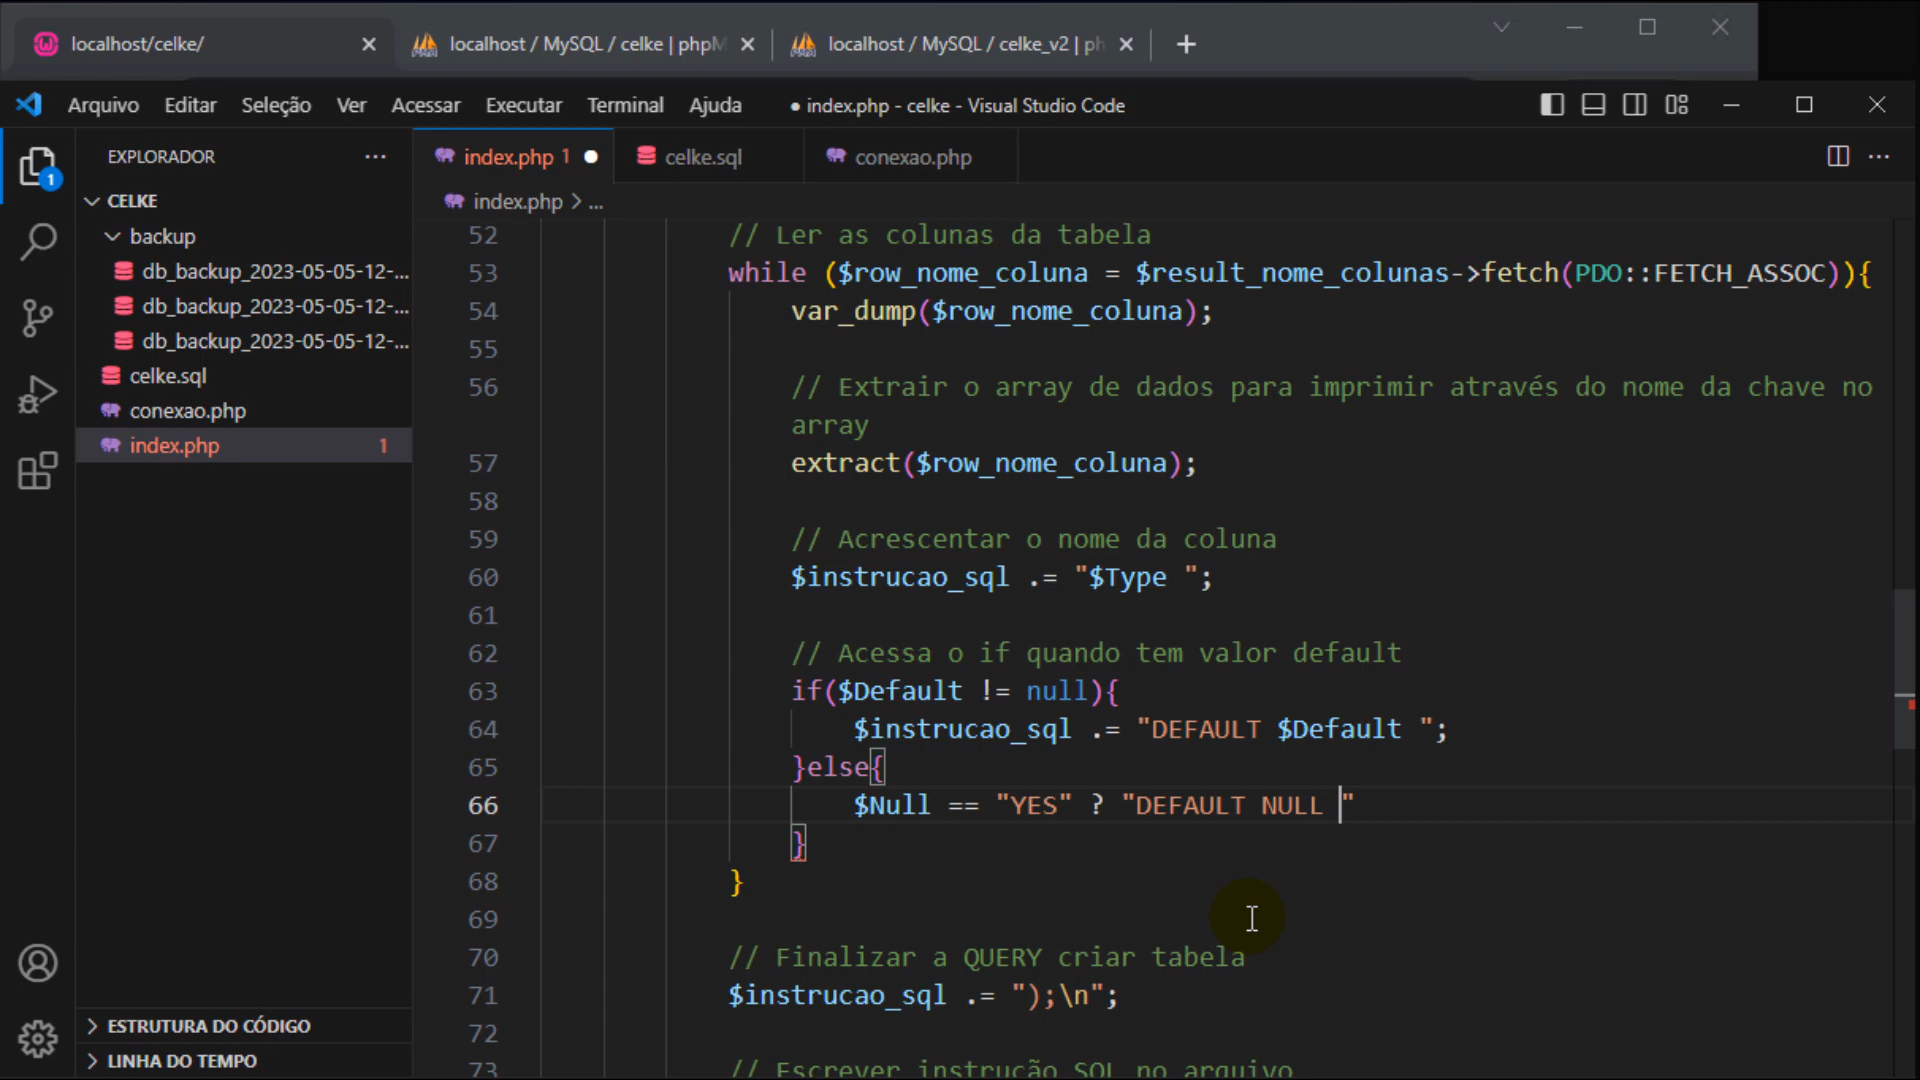 localhost/celke/
localhost / MySQL / celke | phpM
localhost / MySQL / celke_v2 | ph
Arquivo Editar Seleção Ver Acessar Executar Terminal Ajuda
● index.php - celke - Visual Studio Code
EXPLORADOR
1
CELKE
backup
db_backup_2023-05-05-12-...
db_backup_2023-05-05-12-...
db_backup_2023-05-05-12-...
celke.sql
conexao.php
index.php 1
ESTRUTURA DO CÓDIGO
LINHA DO TEMPO
index.php 1 ● celke.sql conexao.php
index.php > ...
52 // Ler as colunas da tabela
53 while ($row_nome_coluna = $result_nome_colunas->fetch(PDO::FETCH_ASSOC)){
54 var_dump($row_nome_coluna);
55
56 // Extrair o array de dados para imprimir através do nome da chave no
array
57 extract($row_nome_coluna);
58
59 // Acrescentar o nome da coluna
60 $instrucao_sql .= "$Type ";
61
62 // Acessa o if quando tem valor default
63 if($Default != null){
64 $instrucao_sql .= "DEFAULT $Default ";
65 }else{
66 $Null == "YES" ? "DEFAULT NULL "
67 }
68 }
69
70 // Finalizar a QUERY criar tabela
71 $instrucao_sql .= ");\n";
72
73 // Escrever instrução SQL no arquivo